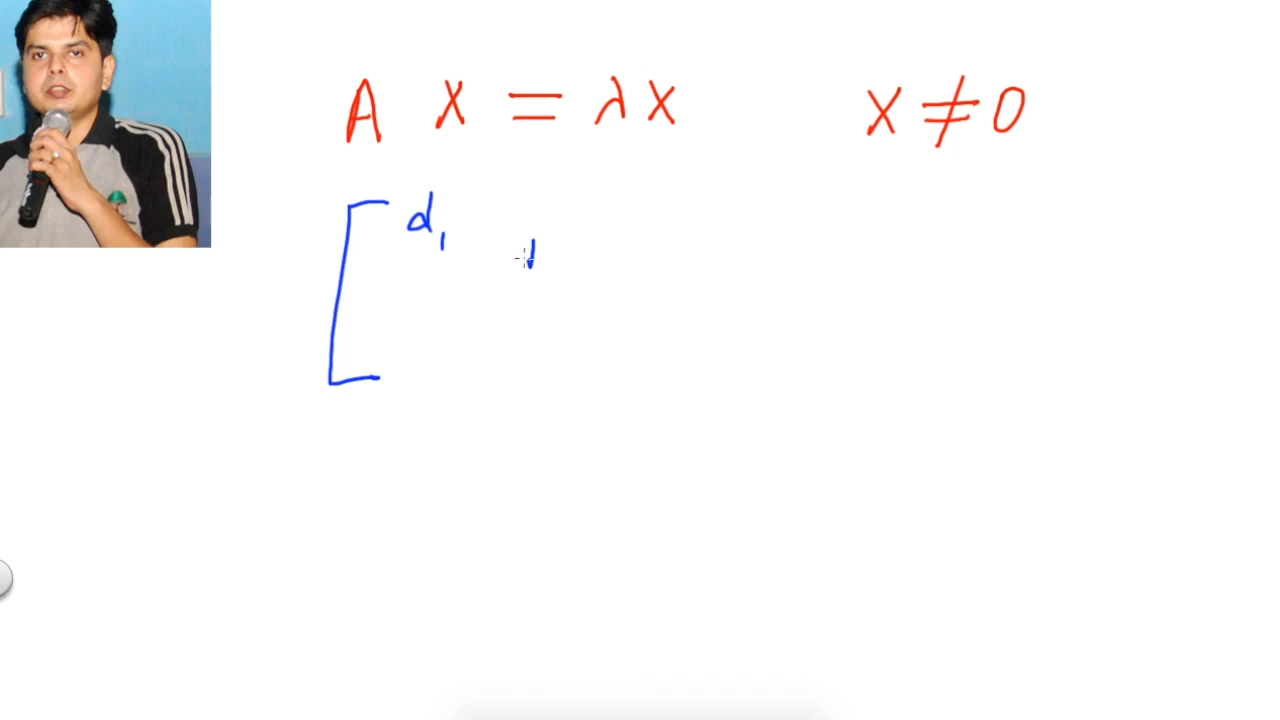 A X = λX X ≠ 0
[ d₁